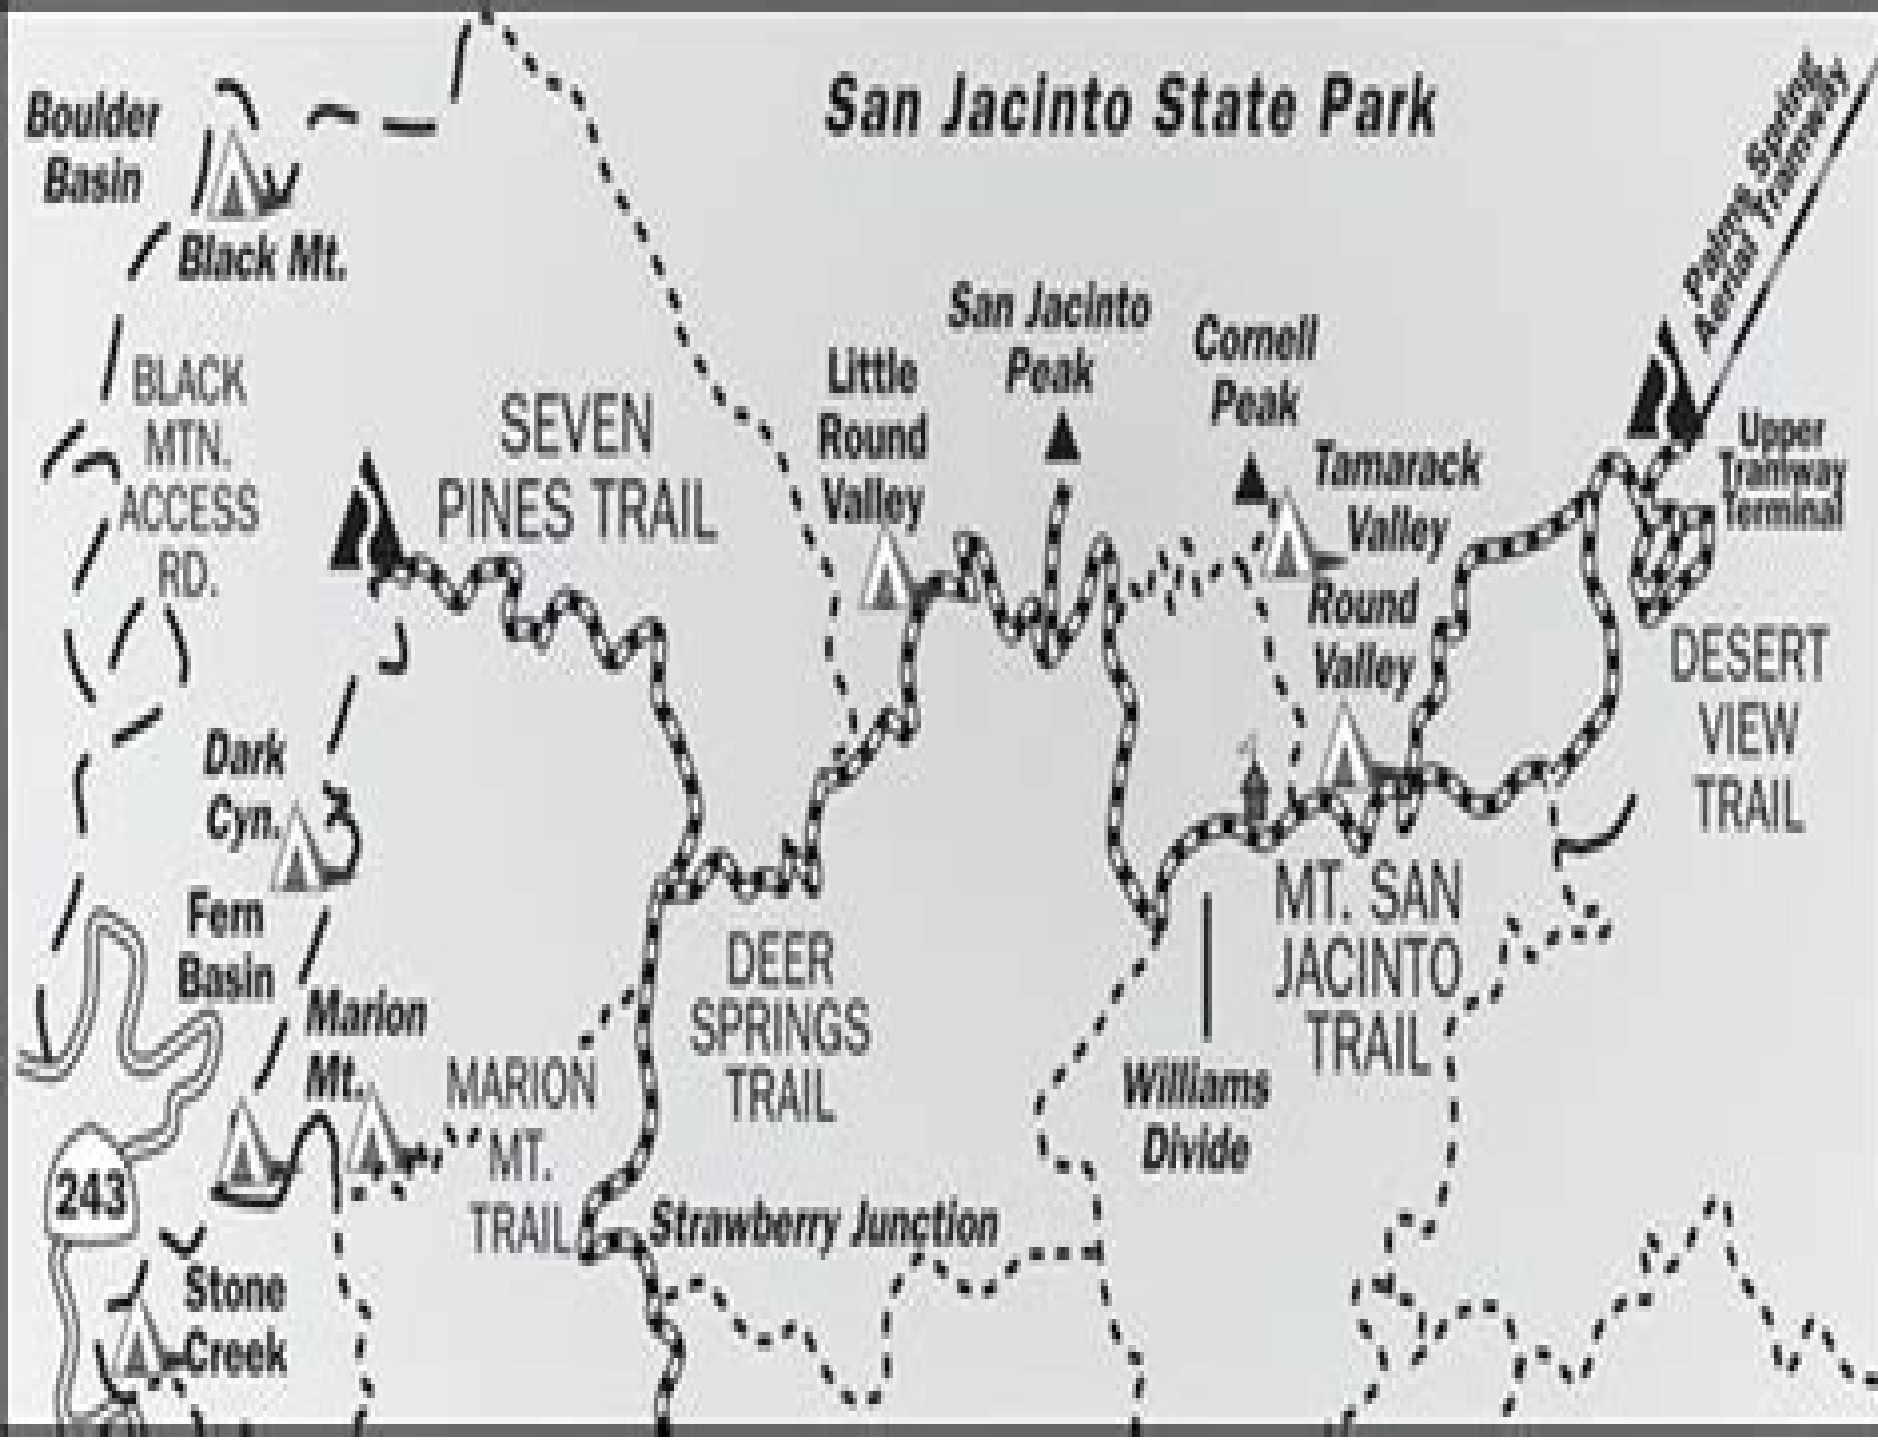 San Jacinto State Park
Boulder
Basin
Black Mt.
Palm Spring
Aerial Tramway
San Jacinto
Peak
Cornell
Peak
Little
Round
Valley
BLACK
MTN.
ACCESS
RD.
SEVEN
PINES TRAIL
Tamarack
Valley
Upper
Tramway
Terminal
Round
Valley
DESERT
VIEW
TRAIL
Dark
Cyn.
Fern
Basin
Marion
Mt.
DEER
SPRINGS
TRAIL
MT. SAN
JACINTO
TRAIL
MARION
MT.
TRAIL
Williams
Divide
243
Strawberry Junction
Stone
Creek